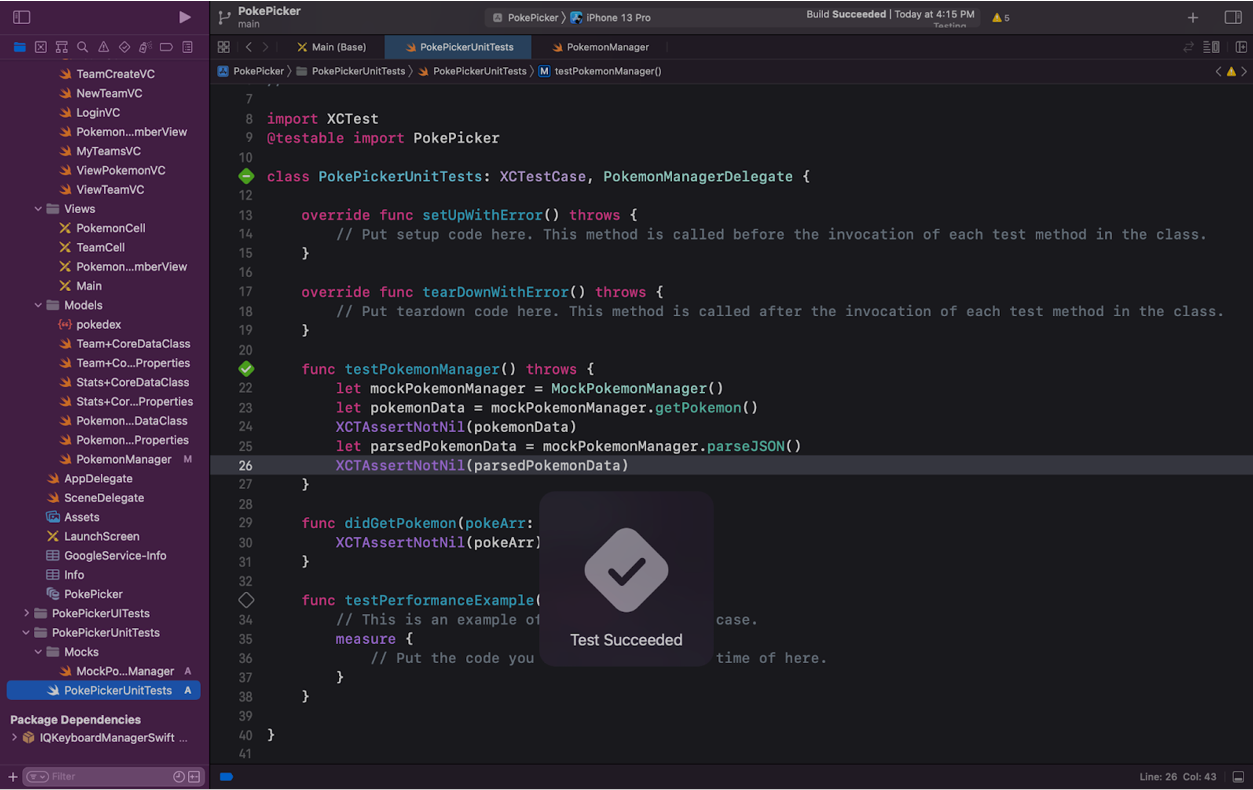 PokePicker
main
PokePicker 〉 iPhone 13 Pro
Build Succeeded | Today at 4:15 PM
Testing
5
Main (Base)
PokePickerUnitTests
PokemonManager
PokePicker 〉 PokePickerUnitTests 〉 PokePickerUnitTests 〉 M testPokemonManager()
TeamCreateVC
NewTeamVC
LoginVC
Pokemon...mberView
MyTeamsVC
ViewPokemonVC
ViewTeamVC
Views
PokemonCell
TeamCell
Pokemon...mberView
Main
Models
pokedex
Team+CoreDataClass
Team+Co...Properties
Stats+CoreDataClass
Stats+Cor...Properties
Pokemon...DataClass
Pokemon...Properties
PokemonManager M
AppDelegate
SceneDelegate
Assets
LaunchScreen
GoogleService-Info
Info
PokePicker
PokePickerUITests
PokePickerUnitTests
Mocks
MockPo...Manager A
PokePickerUnitTests A
Package Dependencies
IQKeyboardManagerSwift ...
Filter
7
8 import XCTest
9 @testable import PokePicker
10
class PokePickerUnitTests: XCTestCase, PokemonManagerDelegate {
12
13 override func setUpWithError() throws {
14 // Put setup code here. This method is called before the invocation of each test method in the class.
15 }
16
17 override func tearDownWithError() throws {
18 // Put teardown code here. This method is called after the invocation of each test method in the class.
19 }
20
func testPokemonManager() throws {
22 let mockPokemonManager = MockPokemonManager()
23 let pokemonData = mockPokemonManager.getPokemon()
24 XCTAssertNotNil(pokemonData)
25 let parsedPokemonData = mockPokemonManager.parseJSON()
26 XCTAssertNotNil(parsedPokemonData)
27 }
28
29 func didGetPokemon(pokeArr:
30 XCTAssertNotNil(pokeArr)
31 }
32
func testPerformanceExample(
34 // This is an example of case.
35 measure {
36 // Put the code you time of here.
37 }
38 }
39
40 }
41
Test Succeeded
Line: 26 Col: 43